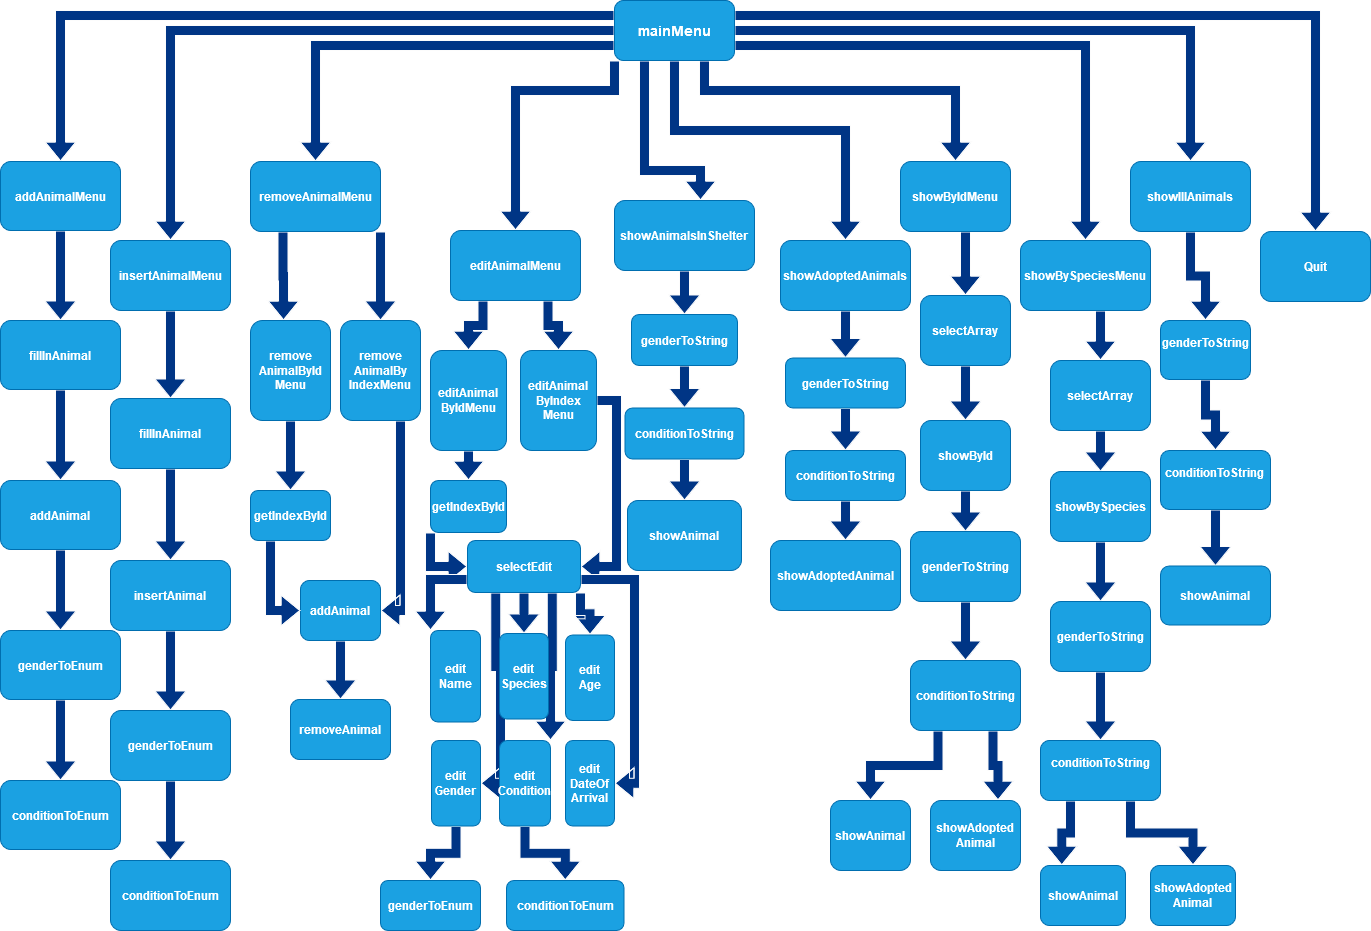 mainMenu
addAnimalMenu
removeAnimalMenu
showByIdMenu
showIllAnimals
showAnimalsInShelter
insertAnimalMenu
editAnimalMenu
showAdoptedAnimals
showBySpeciesMenu
Quit
fillInAnimal
remove
AnimalById
Menu
remove
AnimalBy
IndexMenu
genderToString
selectArray
genderToString
editAnimal
ByIdMenu
editAnimal
ByIndex
Menu
genderToString
selectArray
fillInAnimal
conditionToString
showById
conditionToString
conditionToString
addAnimal
getIndexById
getIndexById
showAnimal
showBySpecies
selectEdit
showAdoptedAnimal
genderToString
insertAnimal
addAnimal
showAnimal
genderToEnum
edit
Name
edit
Species
edit
Age
genderToString
conditionToString
removeAnimal
genderToEnum
conditionToString
edit
Gender
edit
Condition
edit
DateOf
Arrival
conditionToEnum
showAnimal
showAdopted
Animal
conditionToEnum
genderToEnum
conditionToEnum
showAnimal
showAdopted
Animal